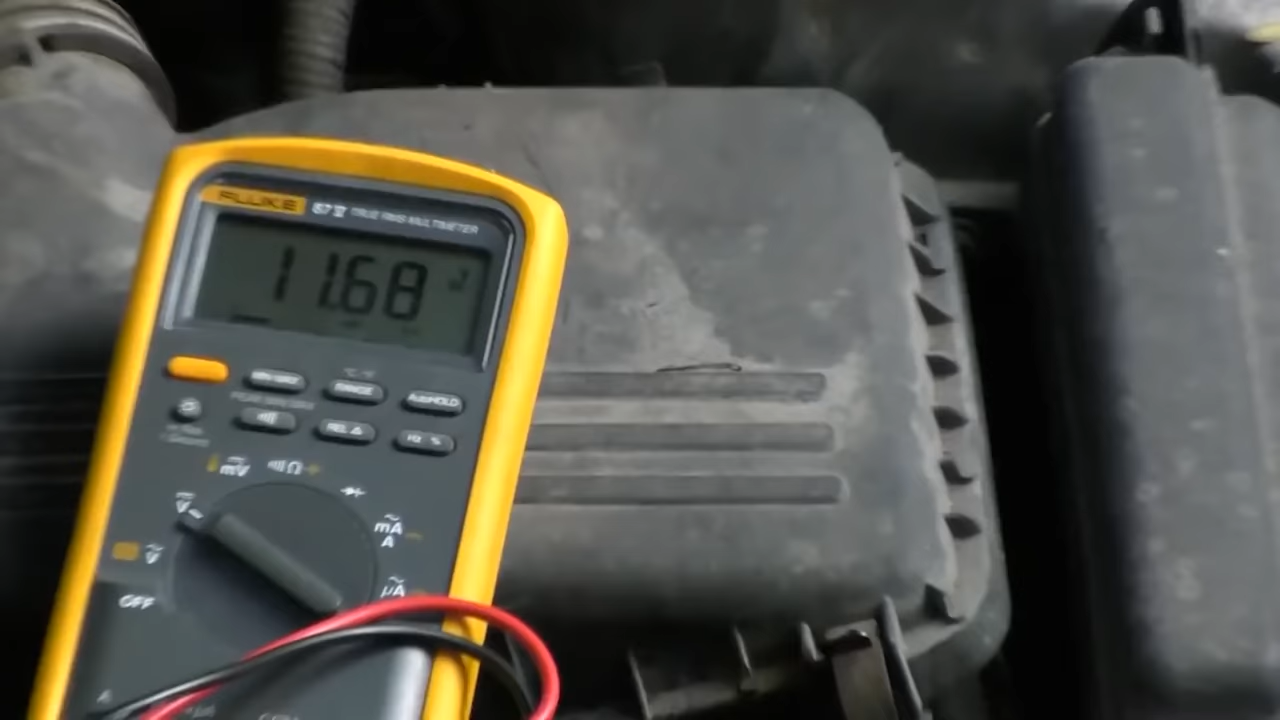 FLUKE 87 V TRUE RMS MULTIMETER
11.68
RANGE AutoHOLD
REL Δ Hz %
mV Ω
V
mA
A
V
μA
OFF
A